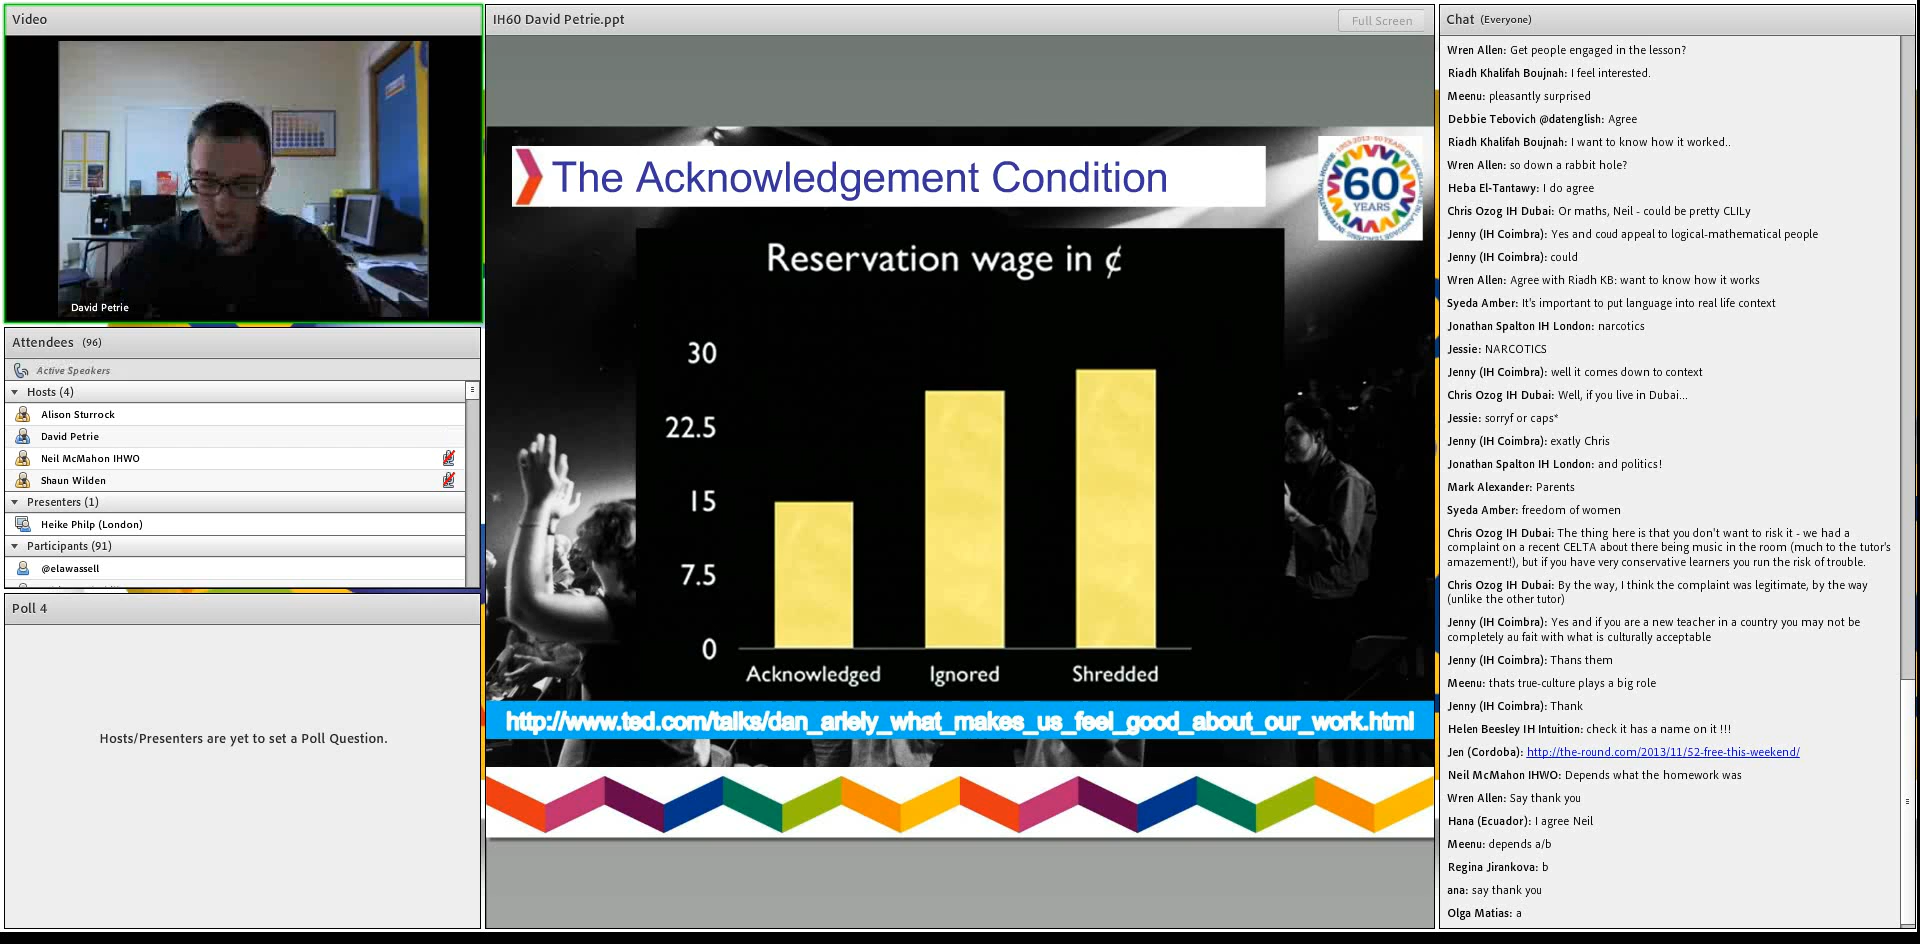 Video
David Petrie
Attendees (96)
Active Speakers
Hosts (4)
Alison Sturrock
David Petrie
Neil McMahon IHWO
Shaun Wilden
Presenters (1)
Heike Philp (London)
Participants (91)
@elawassell
Poll 4
Hosts/Presenters are yet to set a Poll Question.
IH60 David Petrie.ppt
Full Screen
The Acknowledgement Condition
60
YEARS
Reservation wage in ¢
30
22.5
15
7.5
0
Acknowledged Ignored Shredded
http://www.ted.com/talks/dan_ariely_what_makes_us_feel_good_about_our_work.html
Chat (Everyone)
Wren Allen: Get people engaged in the lesson?
Riadh Khalifah Boujnah: I feel interested.
Meenu: pleasantly surprised
Debbie Tebovich @datenglish: Agree
Riadh Khalifah Boujnah: I want to know how it worked..
Wren Allen: so down a rabbit hole?
Heba El-Tantawy: I do agree
Chris Ozog IH Dubai: Or maths, Neil - could be pretty CLILy
Jenny (IH Coimbra): Yes and coud appeal to logical-mathematical people
Jenny (IH Coimbra): could
Wren Allen: Agree with Riadh KB: want to know how it works
Syeda Amber: It's important to put language into real life context
Jonathan Spalton IH London: narcotics
Jessie: NARCOTICS
Jenny (IH Coimbra): well it comes down to context
Chris Ozog IH Dubai: Well, if you live in Dubai...
Jessie: sorryf or caps*
Jenny (IH Coimbra): exatly Chris
Jonathan Spalton IH London: and politics!
Mark Alexander: Parents
Syeda Amber: freedom of women
Chris Ozog IH Dubai: The thing here is that you don't want to risk it - we had a
complaint on a recent CELTA about there being music in the room (much to the tutor's
amazement!), but if you have very conservative learners you run the risk of trouble.
Chris Ozog IH Dubai: By the way, I think the complaint was legitimate, by the way
(unlike the other tutor)
Jenny (IH Coimbra): Yes and if you are a new teacher in a country you may not be
completely au fait with what is culturally acceptable
Jenny (IH Coimbra): Thans them
Meenu: thats true-culture plays a big role
Jenny (IH Coimbra): Thank
Helen Beesley IH Intuition: check it has a name on it !!!
Jen (Cordoba): http://the-round.com/2013/11/52-free-this-weekend/
Neil McMahon IHWO: Depends what the homework was
Wren Allen: Say thank you
Hana (Ecuador): I agree Neil
Meenu: depends a/b
Regina Jirankova: b
ana: say thank you
Olga Matias: a